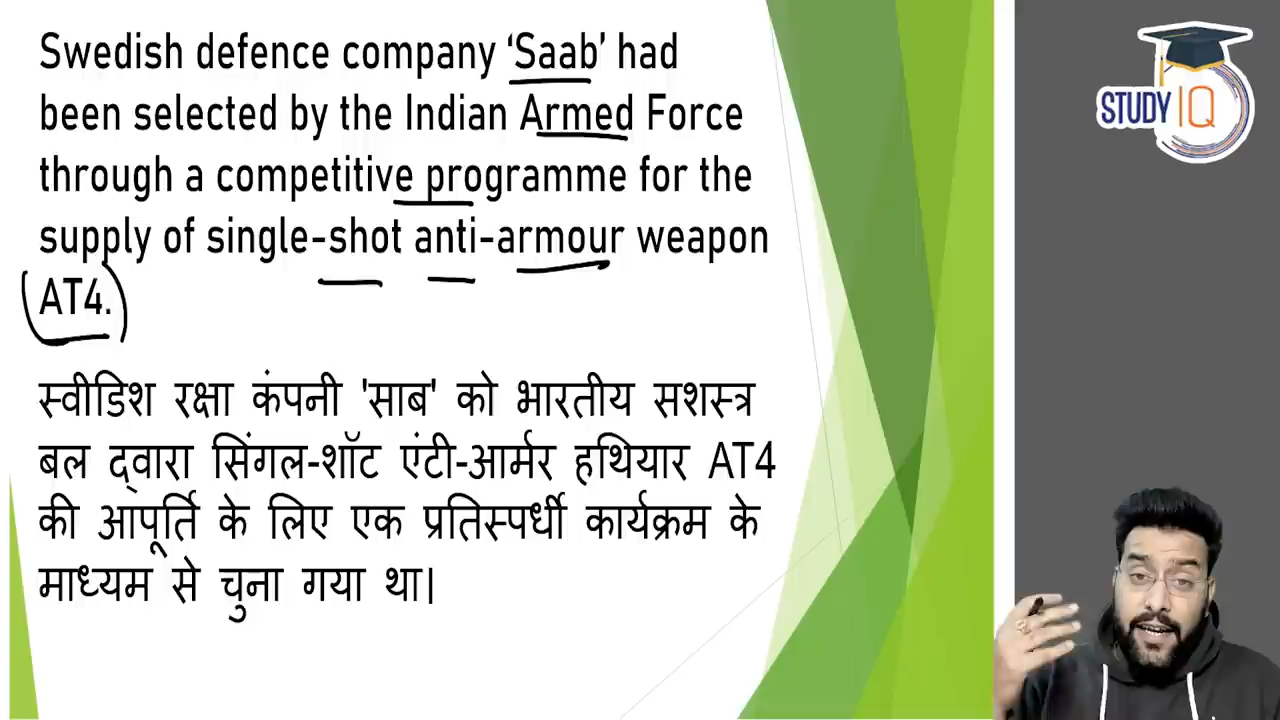 Swedish defence company ‘Saab’ had
been selected by the Indian Armed Force
through a competitive programme for the
supply of single-shot anti-armour weapon
AT4.
स्वीडिश रक्षा कंपनी 'साब' को भारतीय सशस्त्र
बल द्वारा सिंगल-शॉट एंटी-आर्मर हथियार AT4
की आपूर्ति के लिए एक प्रतिस्पर्धी कार्यक्रम के
माध्यम से चुना गया था।
STUDY IQ